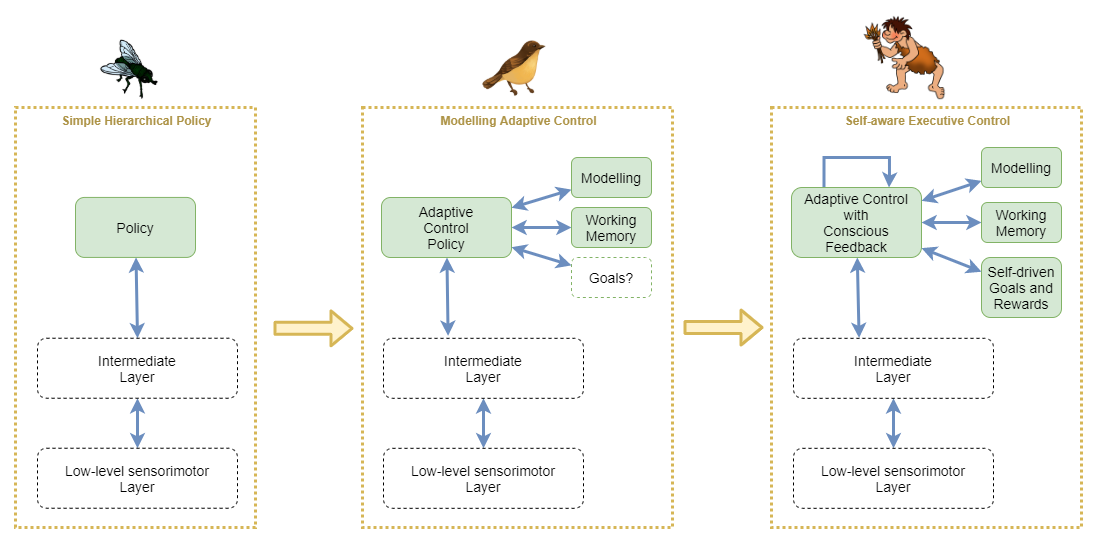 Simple Hierarchical Policy
Policy
Intermediate
Layer
Low-level sensorimotor
Layer
Modelling Adaptive Control
Adaptive
Control
Policy
Modelling
Working
Memory
Goals?
Intermediate
Layer
Low-level sensorimotor
Layer
Self-aware Executive Control
Adaptive Control
with
Conscious
Feedback
Modelling
Working
Memory
Self-driven
Goals and
Rewards
Intermediate
Layer
Low-level sensorimotor
Layer